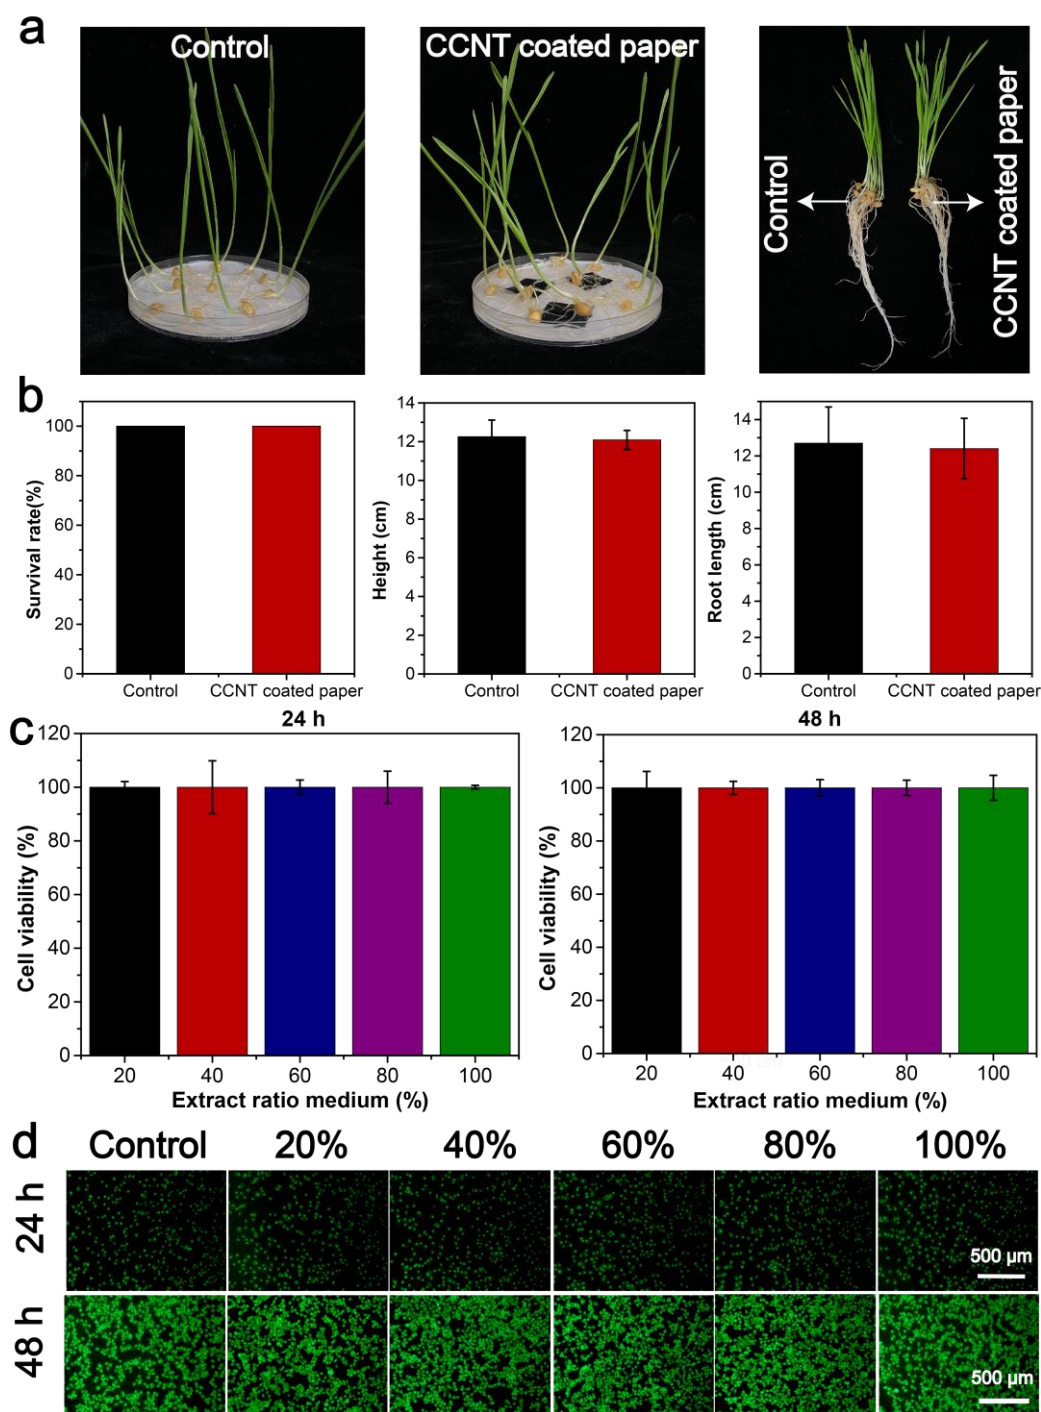 a
Control
CCNT coated paper
Control
CCNT coated paper
b
Survival rate(%)
100
80
60
40
20
0
Control
CCNT coated paper
Height (cm)
14
12
10
8
6
4
2
0
Control
CCNT coated paper
Root length (cm)
14
12
10
8
6
4
2
0
Control
CCNT coated paper
c
24 h
Cell viability (%)
120
100
80
60
40
20
0
20
40
60
80
100
Extract ratio medium (%)
48 h
Cell viability (%)
120
100
80
60
40
20
0
20
40
60
80
100
Extract ratio medium (%)
d
Control
20%
40%
60%
80%
100%
24 h
500 µm
48 h
500 µm